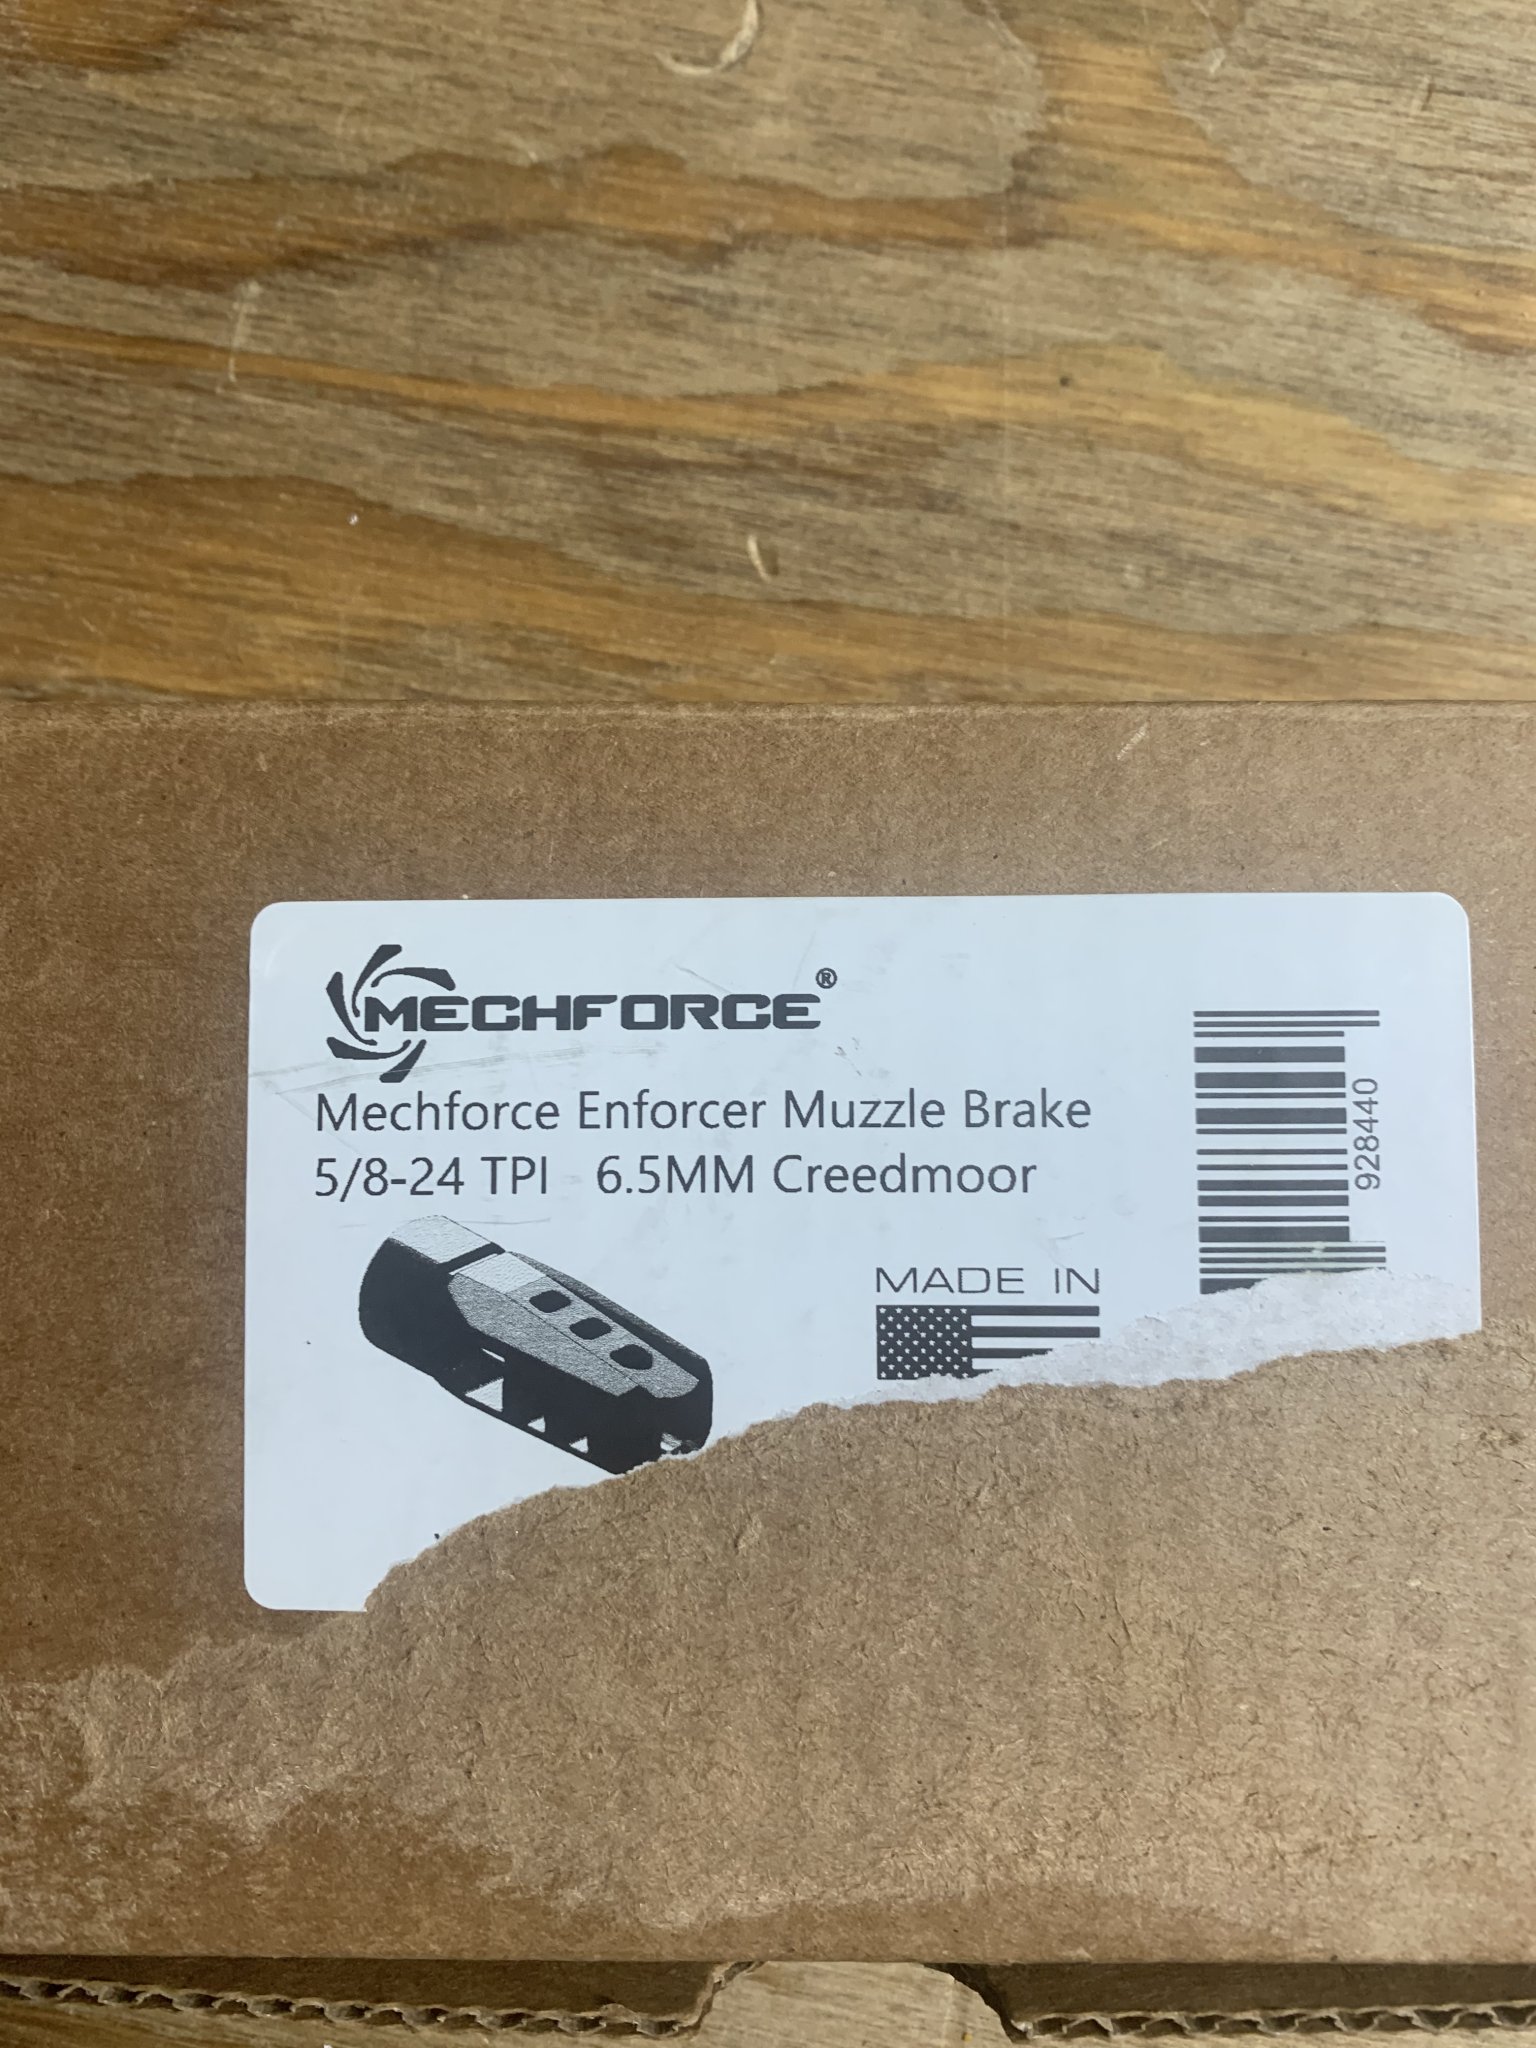 MECHFORCE®
Mechforce Enforcer Muzzle Brake
5/8-24 TPI 6.5MM Creedmoor
MADE IN
928440